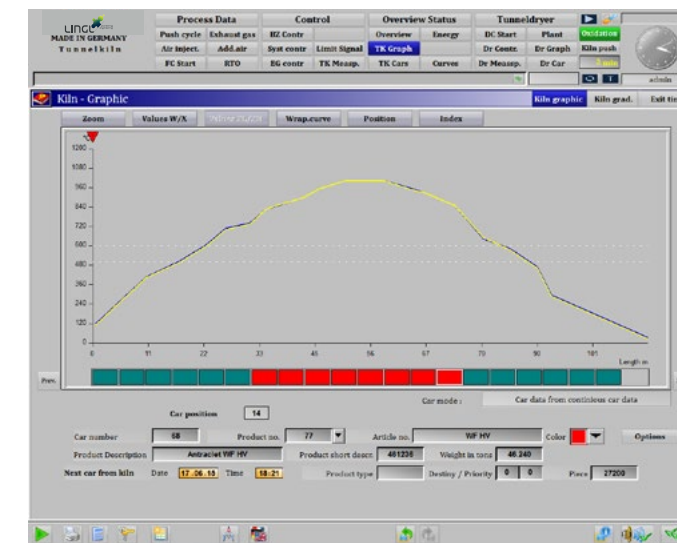 Process Data Control Overview Status Tunneldryer
LINGL
MADE IN GERMANY
Tunnelkiln
Push cycle Exhaust gas BZ Contr Overview Energy DC Start Plant Oxidation
Air inject. Add.air Syst contr Limit Signal TK Graph Dr Contr. Dr Graph Kiln push
FC Start RTO EG contr TK Measp. TK Cars Curves Dr Measp. Dr Car
admin
Kiln - Graphic Kiln graphic Kiln grad. Exit
Zoom Values W/X Wrap.curve Position Index
°C
1200
1080
960
840
720
600
480
360
240
120
0
0 11 22 33 45 56 67 79 90 101
Length m
Prev.
Car mode : Car data from continious car data
Car position 14
Car number 68 Product no. 77 Article no. WF HV Color Options
Product Description Antraciet WF HV Product short descr. 461236 Weight in tons 46.240
Next car from kiln Date 17.06.15 Time 18:21 Product type Destiny / Priority 0 0 Piece 27200